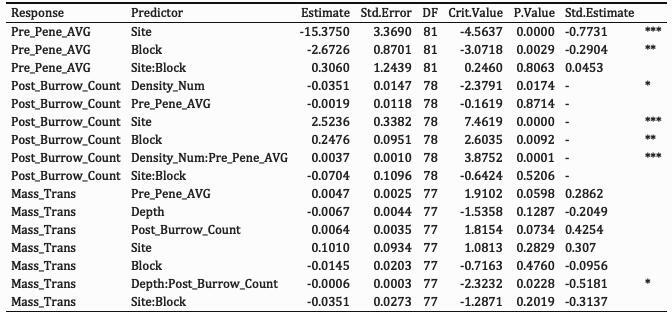 Response Predictor Estimate Std.Error DF Crit.Value P.Value Std.Estimate
Pre_Pene_AVG Site -15.3750 3.3690 81 -4.5637 0.0000 -0.7731 ***
Pre_Pene_AVG Block -2.6726 0.8701 81 -3.0718 0.0029 -0.2904 **
Pre_Pene_AVG Site:Block 0.3060 1.2439 81 0.2460 0.8063 0.0453
Post_Burrow_Count Density_Num -0.0351 0.0147 78 -2.3791 0.0174 - *
Post_Burrow_Count Pre_Pene_AVG -0.0019 0.0118 78 -0.1619 0.8714 -
Post_Burrow_Count Site 2.5236 0.3382 78 7.4619 0.0000 - ***
Post_Burrow_Count Block 0.2476 0.0951 78 2.6035 0.0092 - **
Post_Burrow_Count Density_Num:Pre_Pene_AVG 0.0037 0.0010 78 3.8752 0.0001 - ***
Post_Burrow_Count Site:Block -0.0704 0.1096 78 -0.6424 0.5206 -
Mass_Trans Pre_Pene_AVG 0.0047 0.0025 77 1.9102 0.0598 0.2862
Mass_Trans Depth -0.0067 0.0044 77 -1.5358 0.1287 -0.2049
Mass_Trans Post_Burrow_Count 0.0064 0.0035 77 1.8154 0.0734 0.4254
Mass_Trans Site 0.1010 0.0934 77 1.0813 0.2829 0.307
Mass_Trans Block -0.0145 0.0203 77 -0.7163 0.4760 -0.0956
Mass_Trans Depth:Post_Burrow_Count -0.0006 0.0003 77 -2.3232 0.0228 -0.5181 *
Mass_Trans Site:Block -0.0351 0.0273 77 -1.2871 0.2019 -0.3137